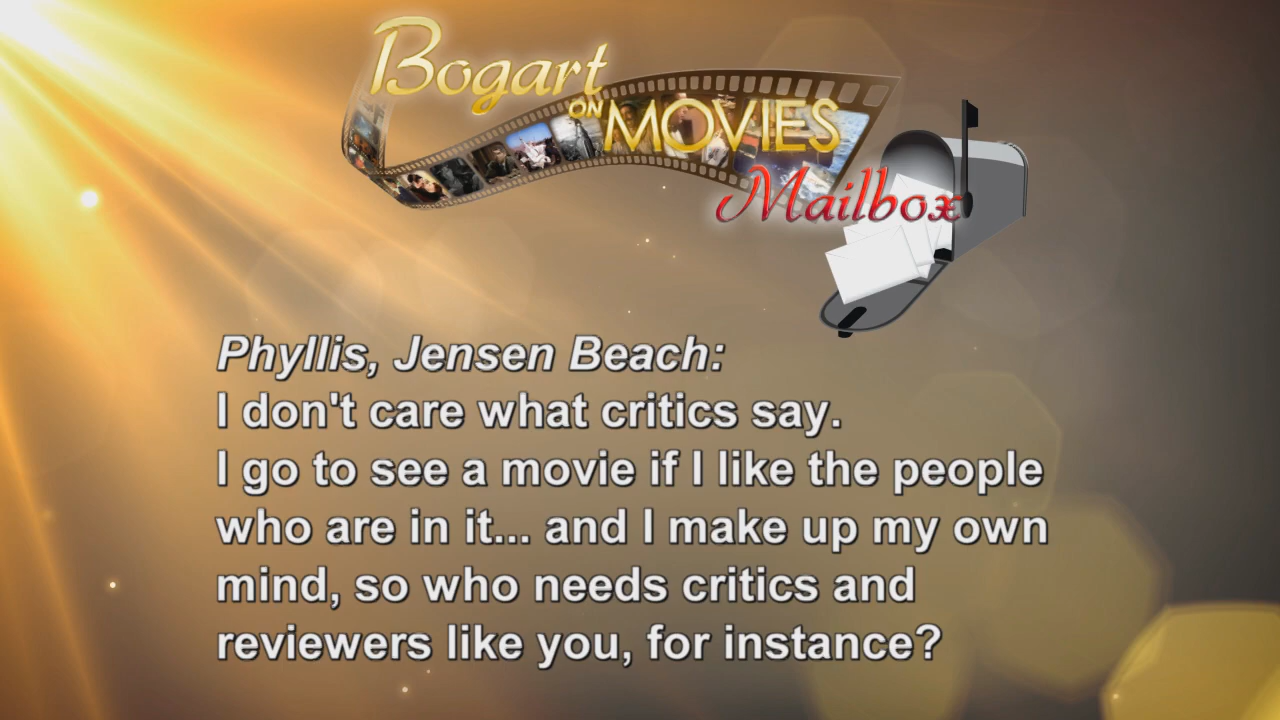 Bogart
ON MOVIES
Mailbox
Phyllis, Jensen Beach:
I don't care what critics say.
I go to see a movie if I like the people
who are in it... and I make up my own
mind, so who needs critics and
reviewers like you, for instance?